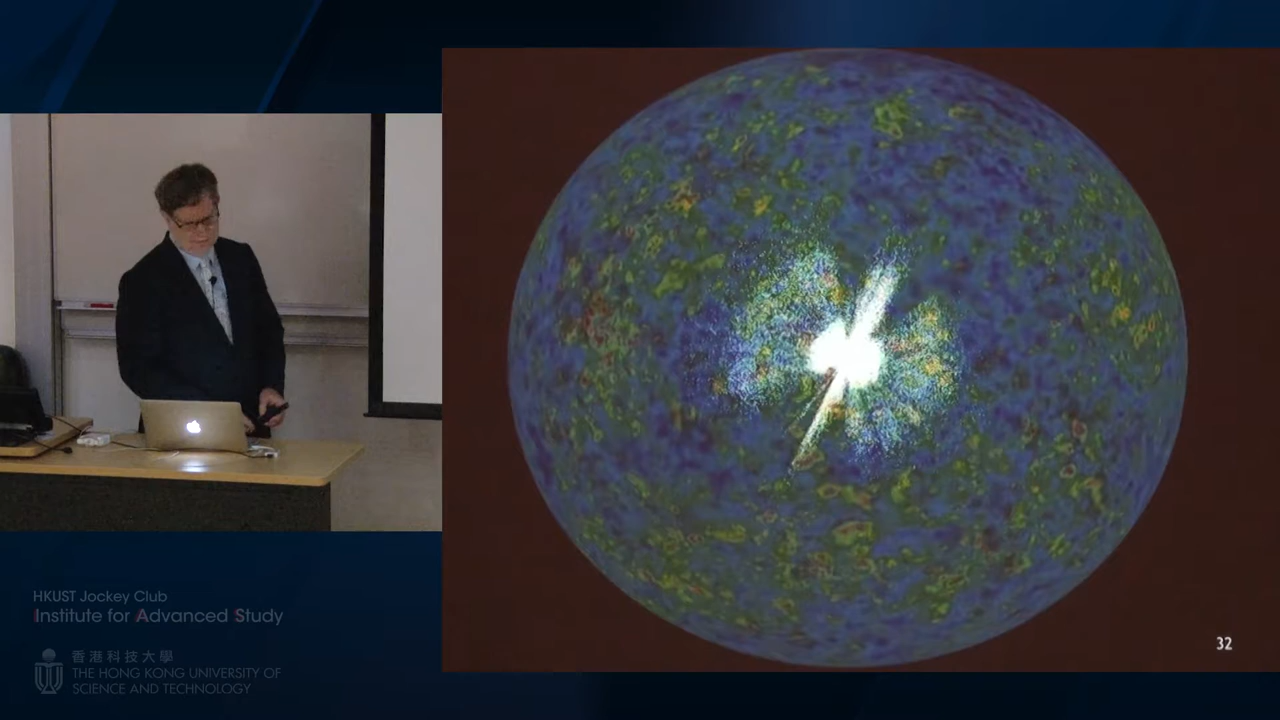 32
HKUST Jockey Club
Institute for Advanced Study
香港科技大學
THE HONG KONG UNIVERSITY OF
SCIENCE AND TECHNOLOGY